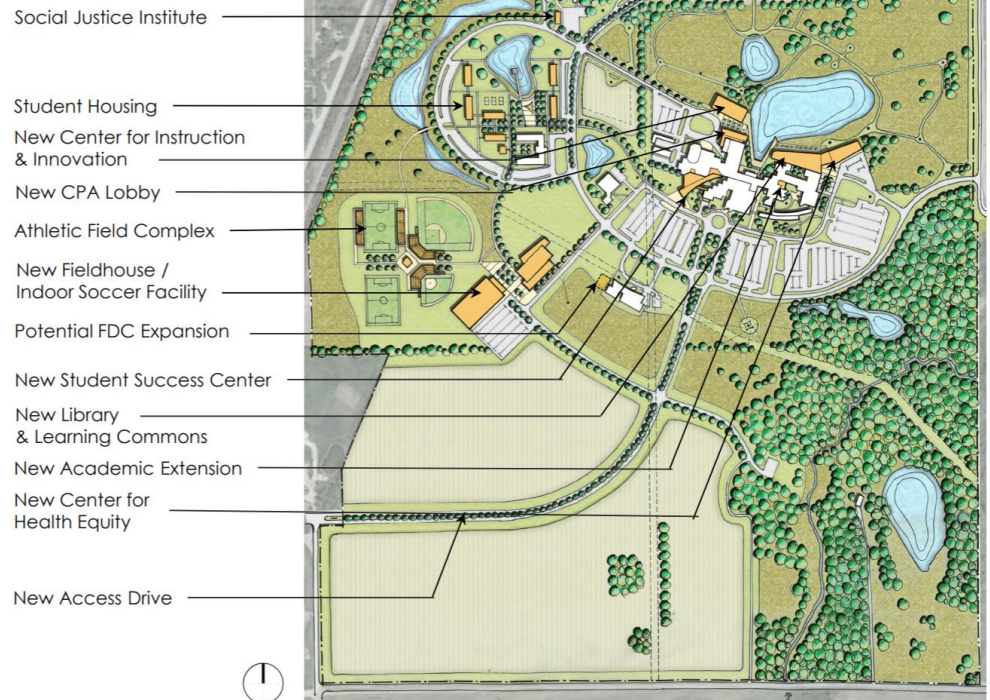 Social Justice Institute
Student Housing
New Center for Instruction
& Innovation
New CPA Lobby
Athletic Field Complex
New Fieldhouse /
Indoor Soccer Facility
Potential FDC Expansion
New Student Success Center
New Library
& Learning Commons
New Academic Extension
New Center for
Health Equity
New Access Drive